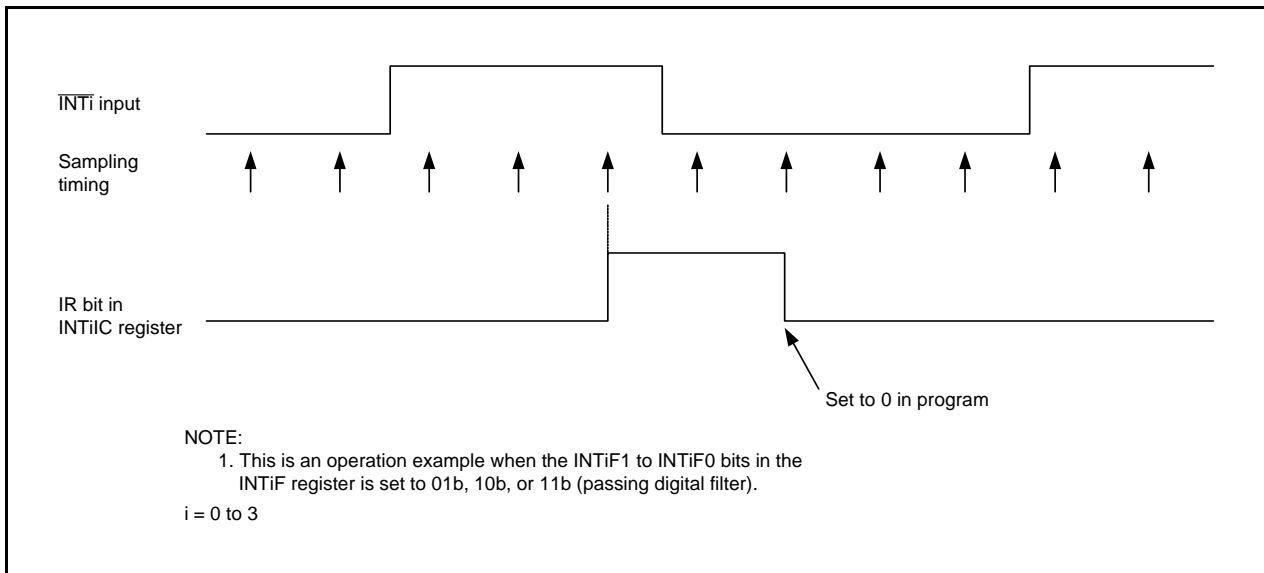 INTi input
Sampling
timing
IR bit in
INTiIC register
Set to 0 in program
NOTE:
1. This is an operation example when the INTiF1 to INTiF0 bits in the
INTiF register is set to 01b, 10b, or 11b (passing digital filter).
i = 0 to 3